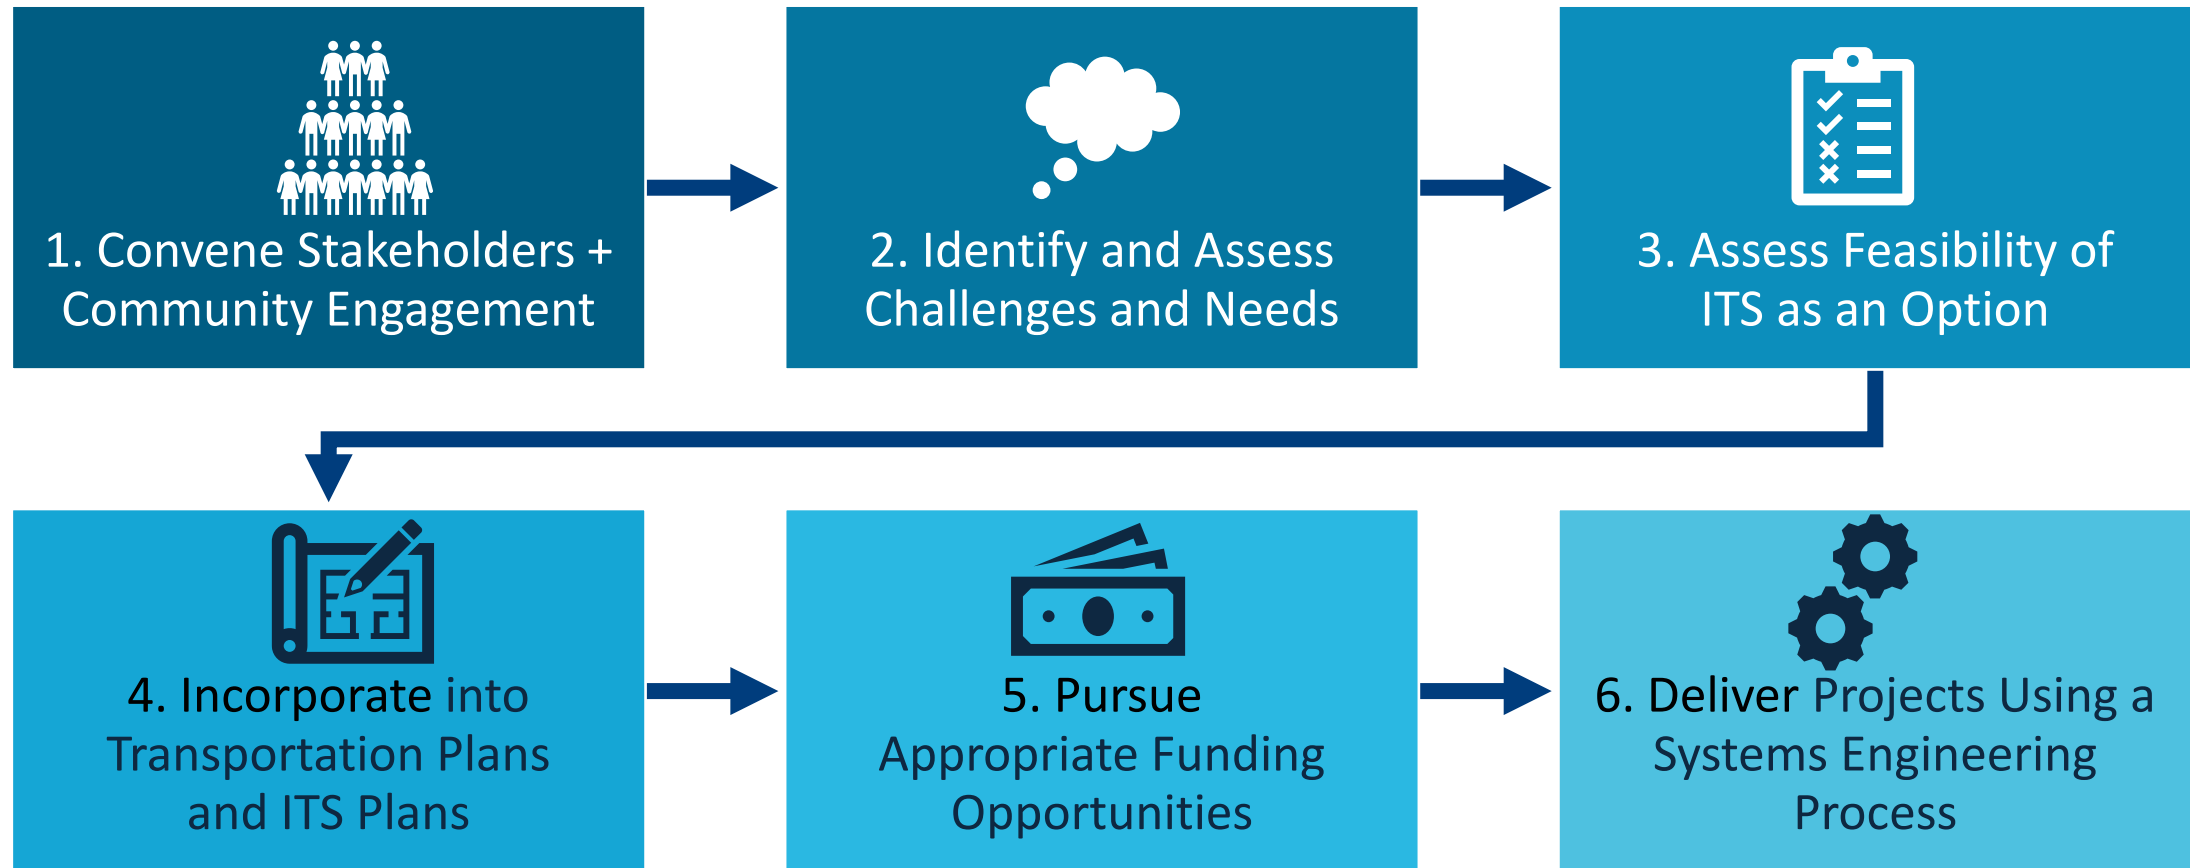 1. Convene Stakeholders +
Community Engagement
2. Identify and Assess
Challenges and Needs
3. Assess Feasibility of
ITS as an Option
4. Incorporate into
Transportation Plans
and ITS Plans
5. Pursue
Appropriate Funding
Opportunities
6. Deliver Projects Using a
Systems Engineering
Process